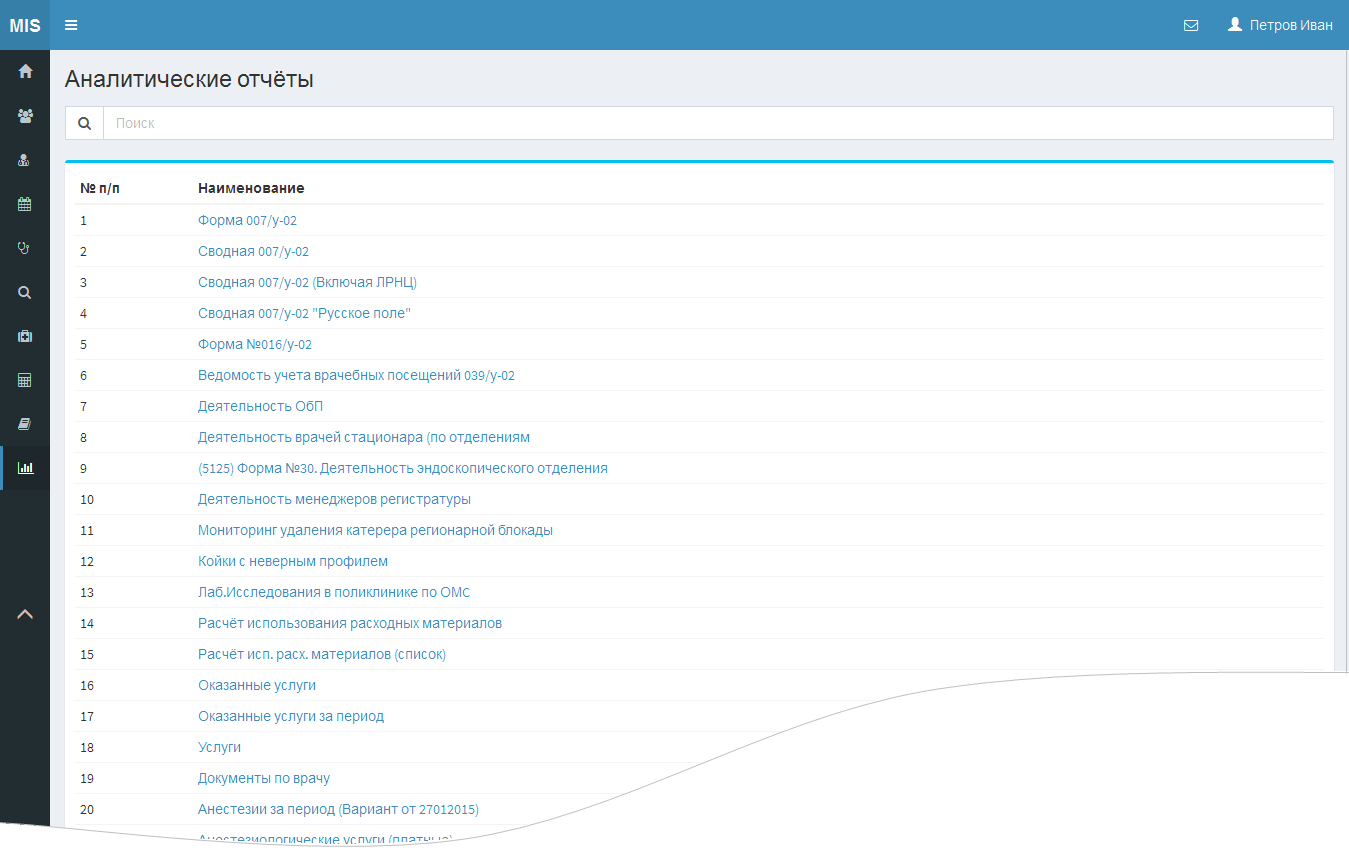 MIS
Петров Иван
Аналитические отчёты
Поиск
№ п/п Наименование
1 Форма 007/у-02
2 Сводная 007/у-02
3 Сводная 007/у-02 (Включая ЛРНЦ)
4 Сводная 007/у-02 "Русское поле"
5 Форма №016/у-02
6 Ведомость учета врачебных посещений 039/у-02
7 Деятельность ОбП
8 Деятельность врачей стационара (по отделениям
9 (5125) Форма №30. Деятельность эндоскопического отделения
10 Деятельность менеджеров регистратуры
11 Мониторинг удаления катерера регионарной блокады
12 Койки с неверным профилем
13 Лаб.Исследования в поликлинике по ОМС
14 Расчёт использования расходных материалов
15 Расчёт исп. расх. материалов (список)
16 Оказанные услуги
17 Оказанные услуги за период
18 Услуги
19 Документы по врачу
20 Анестезии за период (Вариант от 27012015)
Анестезиологические услуги (платные)